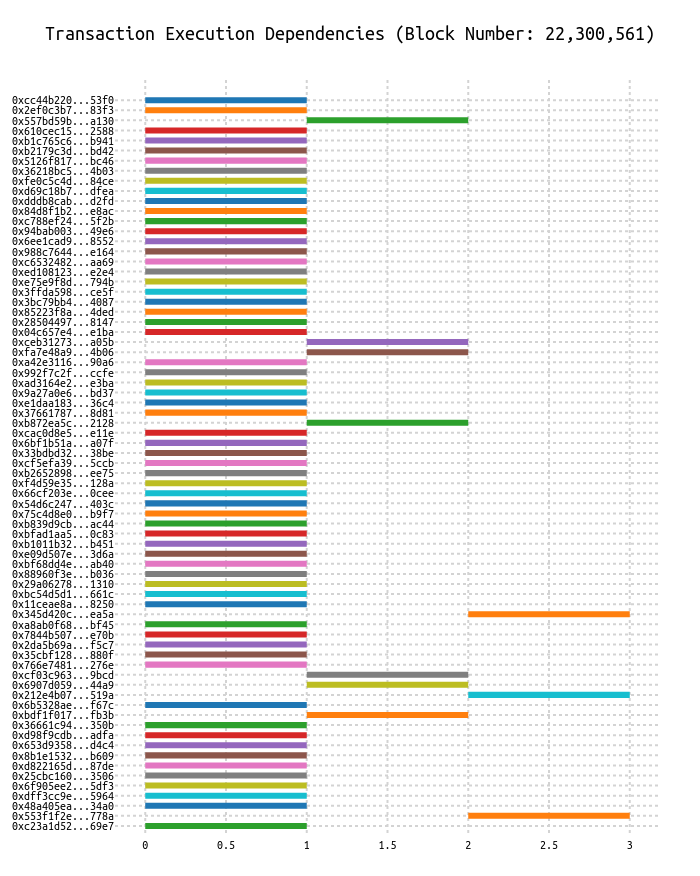 Transaction Execution Dependencies (Block Number: 22,300,561)
0xcc44b220...53f0
0x2ef0c3b7...83f3
0x557bd59b...a130
0x610cec15...2588
0xb1c765c6...b941
0xb2179c3d...bd42
0x5126f817...bc46
0x36218bc5...4b03
0xfe0c5c4d...84ce
0xd69c18b7...dfea
0xdddb8cab...d2fd
0x84d8f1b2...e8ac
0xc788ef24...5f2b
0x94bab003...49e6
0x6ee1cad9...8552
0x988c7644...e164
0xc6532482...aa69
0xed108123...e2e4
0xe75e9f8d...794b
0x3ffda598...ce5f
0x3bc79bb4...4087
0x85223f8a...4ded
0x28504497...8147
0x04c657e4...e1ba
0xceb31273...a05b
0xfa7e48a9...4b06
0xa42e3116...90a6
0x992f7c2f...ccfe
0xad3164e2...e3ba
0x9a27a0e6...bd37
0xe1daa183...36c4
0x37661787...8d81
0xb872ea5c...2128
0xcac0d8e5...e11e
0x6bf1b51a...a07f
0x33bdbd32...38be
0xcf5efa39...5ccb
0xb2652898...ee75
0xf4d59e35...128a
0x66cf203e...0cee
0x54d6c247...403c
0x75c4d8e0...b9f7
0xb839d9cb...ac44
0xbfad1aa5...0c83
0xb1011b32...b451
0xe09d507e...3d6a
0xbf68dd4e...ab40
0x88960f3e...b036
0x29a06278...1310
0xbc54d5d1...661c
0x11ceae8a...8250
0x345d420c...ea5a
0xa8ab0f68...bf45
0x7844b507...e70b
0x2da5b69a...f5c7
0x35cbf128...880f
0x766e7481...276e
0xcf03c963...9bcd
0x6907d059...44a9
0x212e4b07...519a
0x6b5328ae...f67c
0xbdf1f017...fb3b
0x36661c94...350b
0xd98f9cdb...adfa
0x653d9358...d4c4
0x8b1e1532...b609
0xd822165d...87de
0x25cbc160...3506
0x6f905ee2...5df3
0xdff3cc9e...5964
0x48a405ea...34a0
0x553f1f2e...778a
0xc23a1d52...69e7
0 0.5 1 1.5 2 2.5 3